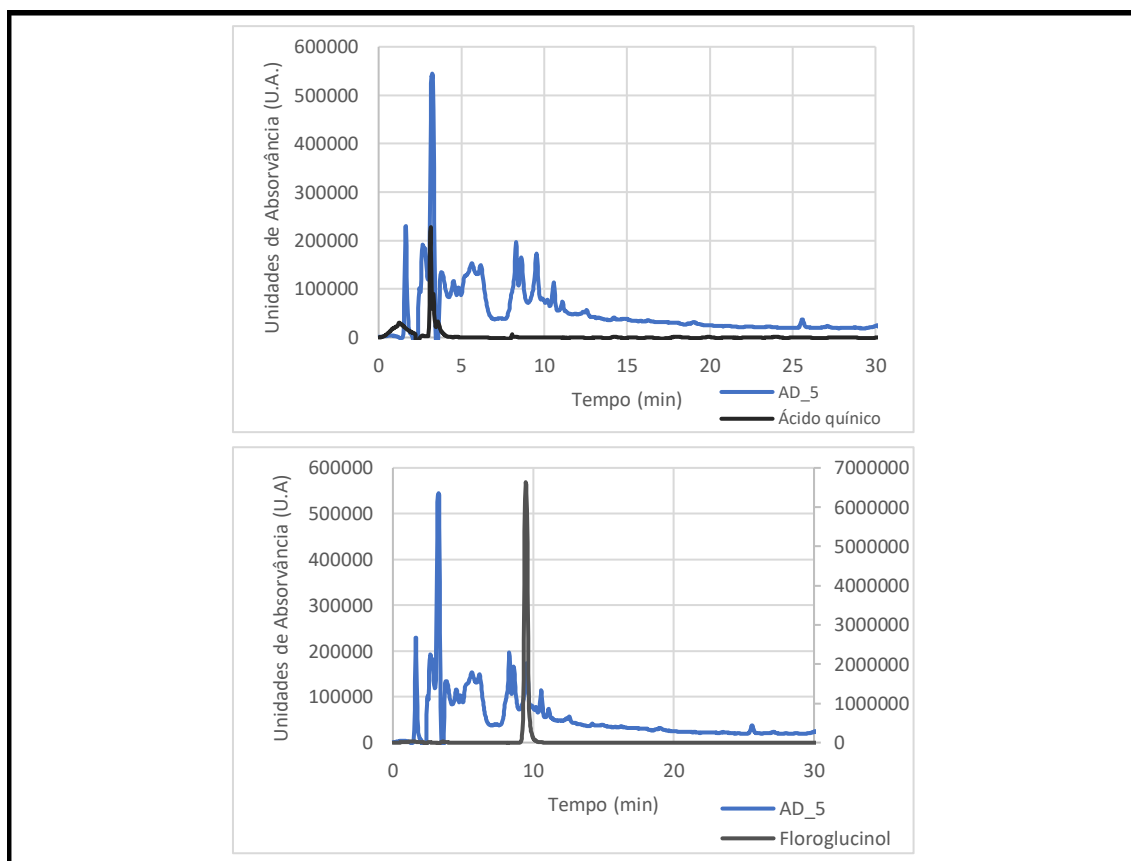 600000
500000
400000
300000
200000
100000
0
Unidades de Absorvância (U.A.)
0 5 10 15 20 25 30
Tempo (min)
AD_5
Ácido quínico
600000
500000
400000
300000
200000
100000
0
Unidades de Absorvância (U.A)
7000000
6000000
5000000
4000000
3000000
2000000
1000000
0
0 10 20 30
Tempo (min)
AD_5
Floroglucinol